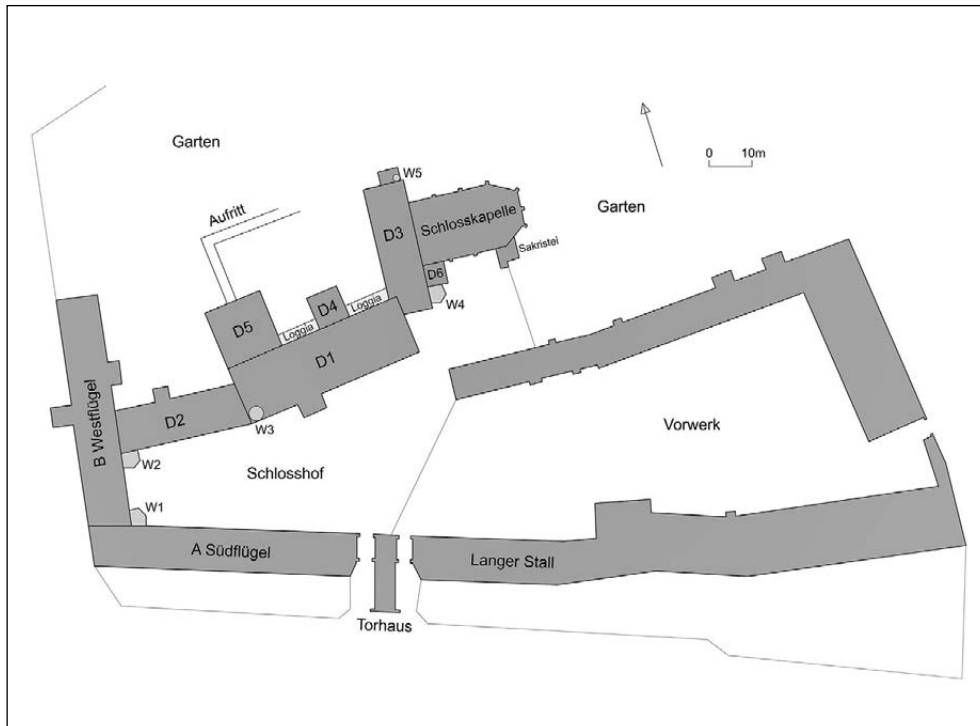 Garten
0 10m
W5
Aufritt
D3
Schlosskapelle
Garten
Sakristei
D6
W4
D5
D4
Loggia
Loggia
D1
B Westflügel
D2
W3
Vorwerk
W2
Schlosshof
W1
A Südflügel
Langer Stall
Torhaus